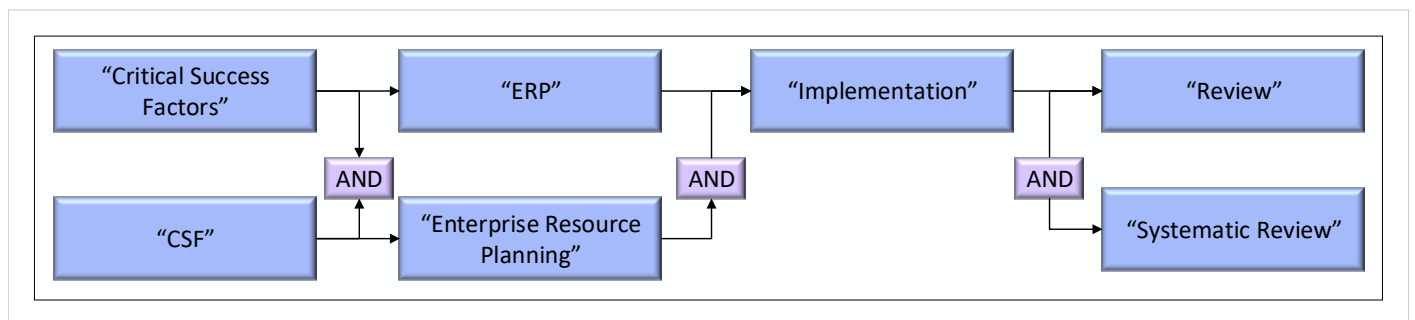 “Critical Success
Factors”
“ERP”
“Implementation”
“Review”
AND
AND
AND
“CSF”
“Enterprise Resource
Planning”
“Systematic Review”